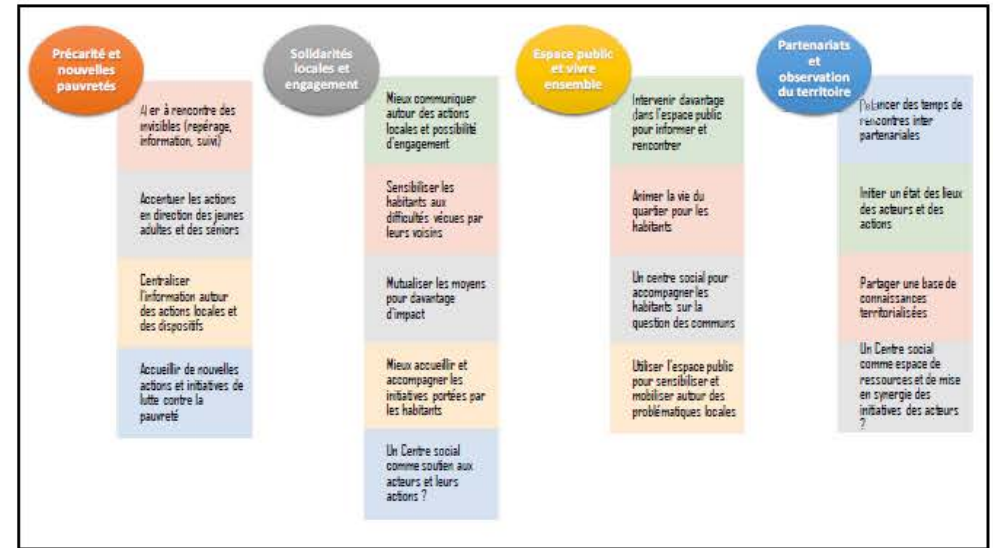 Précarité et
nouvelles
pauvretés
Aller à rencontre des
invisibles (repérage,
information, suivi)
Accentuer les actions
en direction des jeunes
adultes et des séniors
Centraliser
l'information autour
des actions locales et
des dispositifs
Accueillir de nouvelles
actions et initiatives de
lutte contre la
pauvreté
Solidarités
locales et
engagement
Mieux communiquer
autour des actions
locales et possibilité
d'engagement
Sensibiliser les
habitants aux
difficultés vécues par
leurs voisins
Mutualiser les moyens
pour davantage
d'impact
Mieux accueillir et
accompagner les
initiatives portées par
les habitants
Un Centre social
comme soutien aux
acteurs et leurs
actions ?
Espace public
et vivre
ensemble
Intervenir davantage
dans l'espace public
pour informer et
rencontrer
Animer la vie du
quartier pour les
habitants
Un centre social pour
accompagner les
habitants sur la
question des communs
Utiliser l'espace public
pour sensibiliser et
mobiliser autour des
problématiques locales
Partenariats
et
observation
du territoire
des temps de
rencontres inter
partenariales
Initier un état des lieux
des acteurs et des
actions
Partager une base de
connaissances
territorialisées
Un Centre social
comme espace de
ressources et de mise
en synergie des
initiatives des acteurs
?